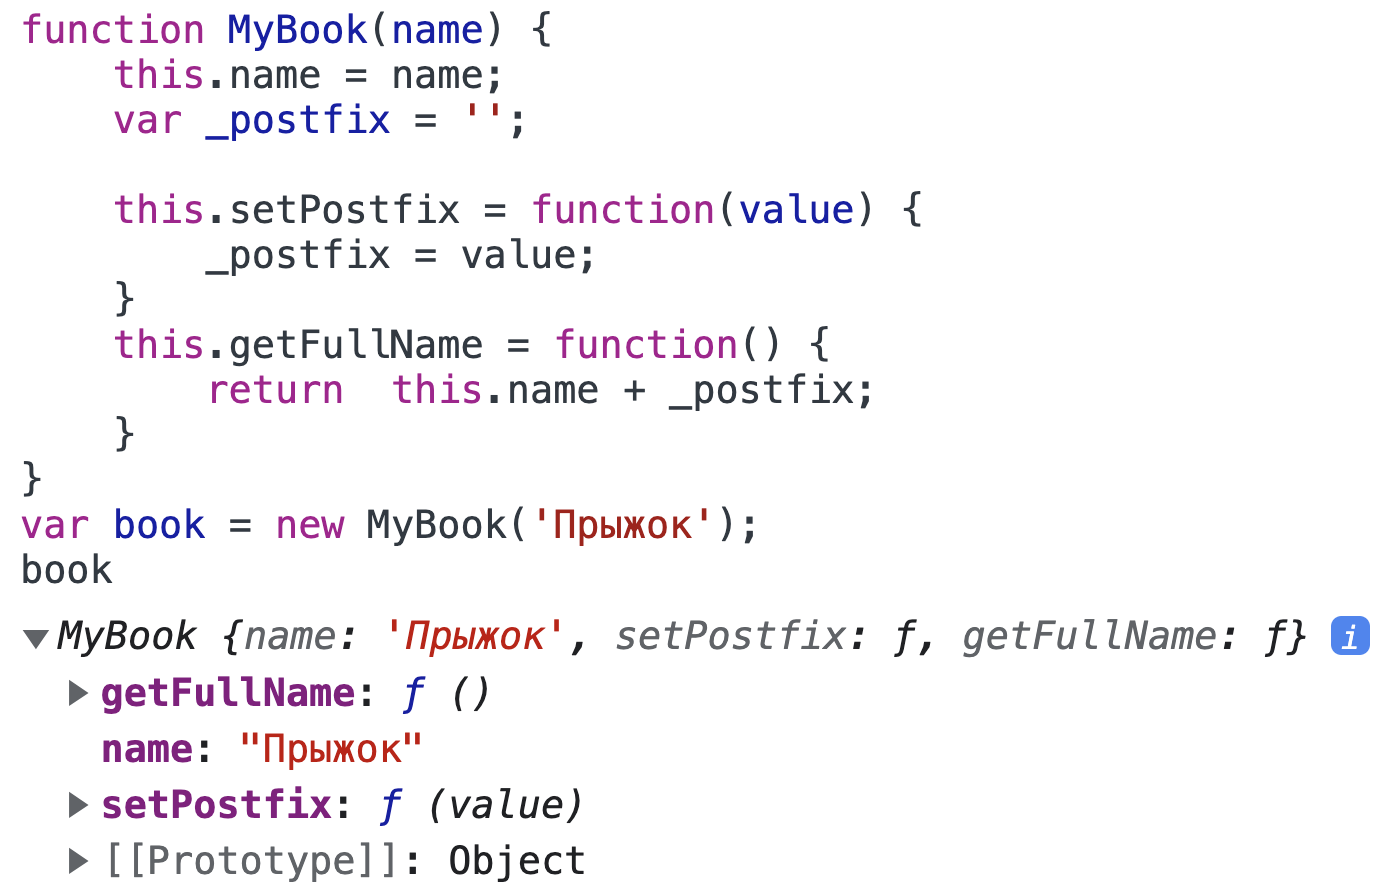 function MyBook(name) {
    this.name = name;
    var _postfix = '';

    this.setPostfix = function(value) {
        _postfix = value;
    }
    this.getFullName = function() {
        return  this.name + _postfix;
    }
}
var book = new MyBook('Прыжок');
book
▼MyBook {name: 'Прыжок', setPostfix: ƒ, getFullName: ƒ} i
▶ getFullName: ƒ ()
name: "Прыжок"
▶ setPostfix: ƒ (value)
▶ [[Prototype]]: Object